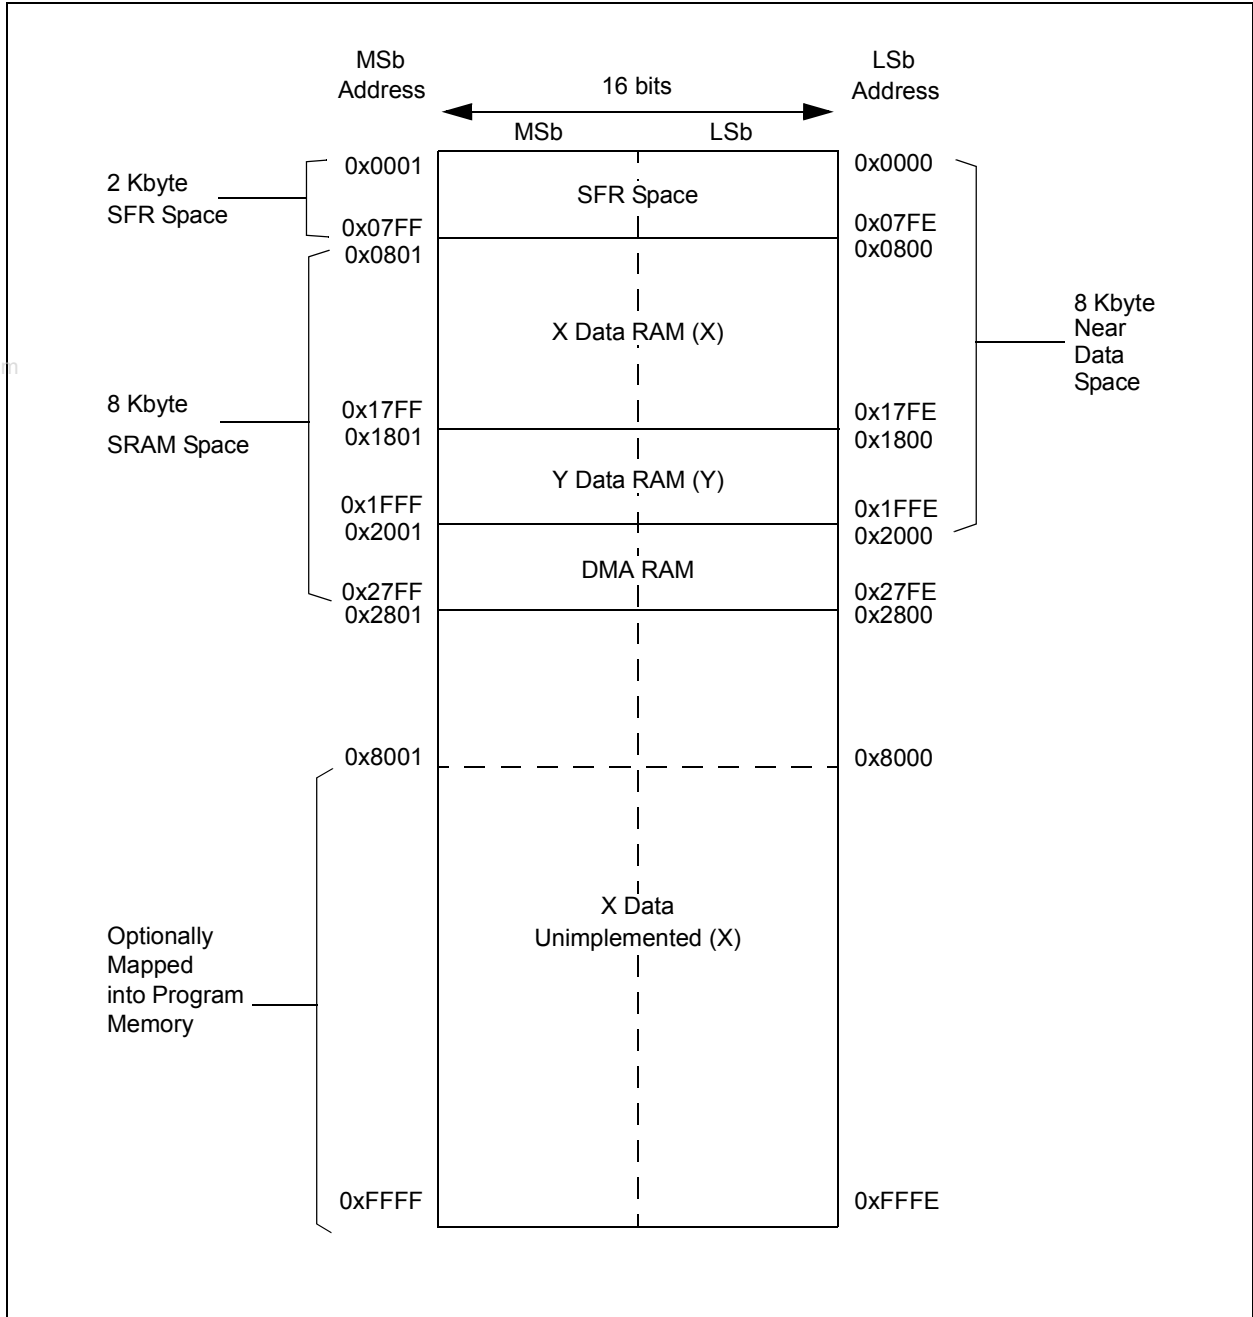 MSb
Address
16 bits
LSb
Address
MSb
LSb
0x0001
0x0000
2 Kbyte
SFR Space
SFR Space
0x07FF
0x07FE
0x0801
0x0800
X Data RAM (X)
8 Kbyte
Near
Data
Space
m
8 Kbyte
SRAM Space
0x17FF
0x17FE
0x1801
0x1800
Y Data RAM (Y)
0x1FFF
0x1FFE
0x2001
0x2000
DMA RAM
0x27FF
0x27FE
0x2801
0x2800
0x8001
0x8000
X Data
Unimplemented (X)
Optionally
Mapped
into Program
Memory
0xFFFF
0xFFFE